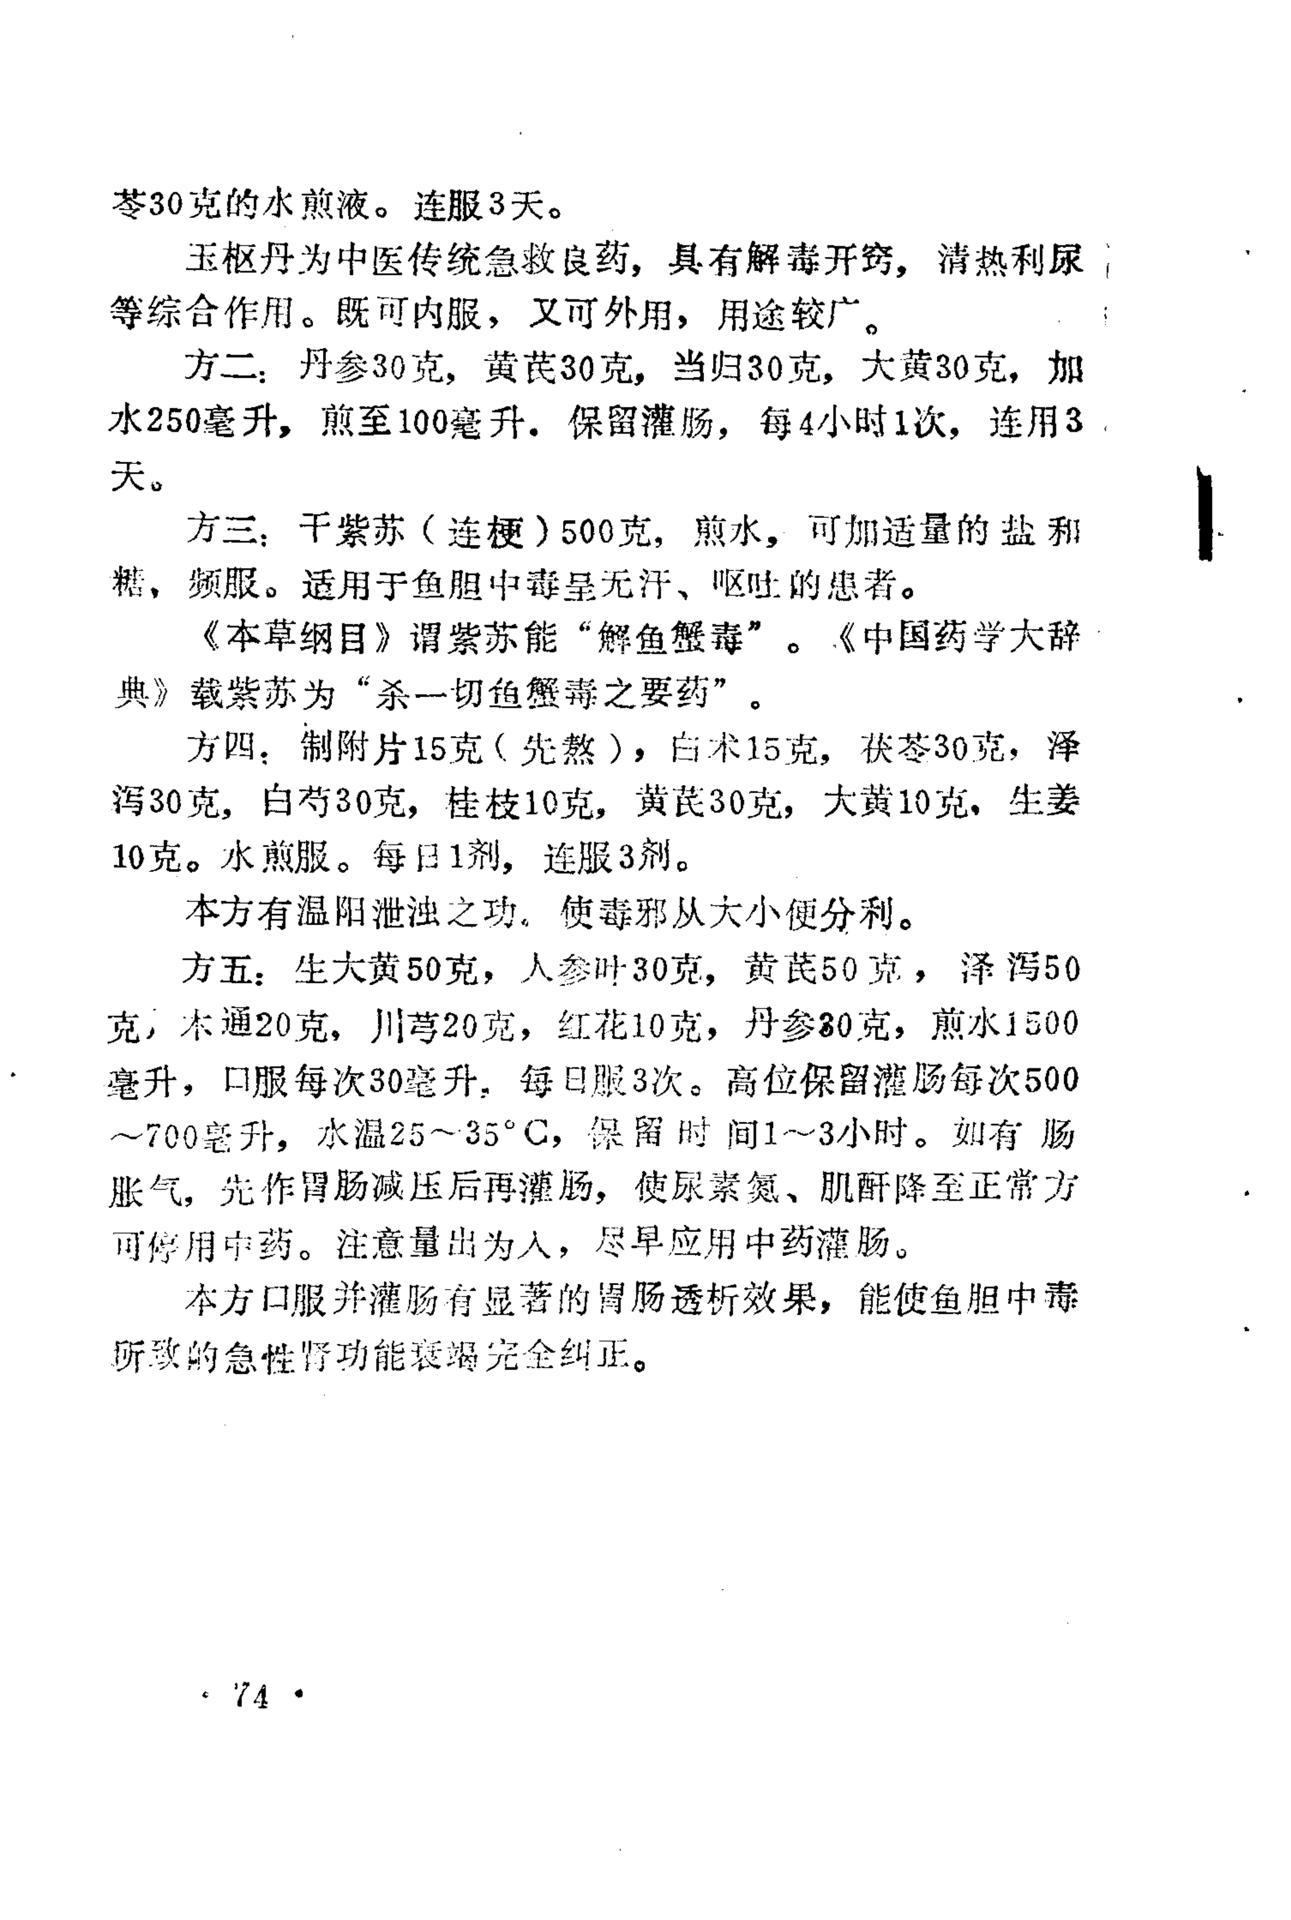 苓30克的水煎液。连服3天。
玉枢丹为中医传统急救良药，具有解毒开窍，清热利尿
等综合作用。既可内服，又可外用，用途较广。
方二：丹参30克，黄芪30克，当归30克，大黄30克，加
水250毫升，煎至100毫升．保留灌肠，每4小时1次，连用3
天。
方三：干紫苏（连梗）500克，煎水，可加适量的盐和
糖，频服。适用于鱼胆中毒呈无汗、呕吐的患者。
《本草纲目》谓紫苏能“解鱼蟹毒”。《中国药学大辞
典》载紫苏为“杀一切鱼蟹毒之要药”。
方四：制附片15克（先熬），白术15克，茯苓30克，泽
泻30克，白芍30克，桂枝10克，黄芪30克，大黄10克，生姜
10克。水煎服。每日1剂，连服3剂。
本方有温阳泄浊之功。使毒邪从大小便分利。
方五：生大黄50克，人参叶30克，黄芪50克，泽泻50
克，木通20克，川芎20克，红花10克，丹参30克，煎水1500
毫升，口服每次30毫升，每日服3次。高位保留灌肠每次500
～700毫升，水温25～35°C，保留时间1～3小时。如有肠
胀气，先作胃肠减压后再灌肠，使尿素氮、肌酐降至正常方
可停用中药。注意量出为入，尽早应用中药灌肠。
本方口服并灌肠有显著的胃肠透析效果，能使鱼胆中毒
所致的急性肾功能衰竭完全纠正。
· 74 ·